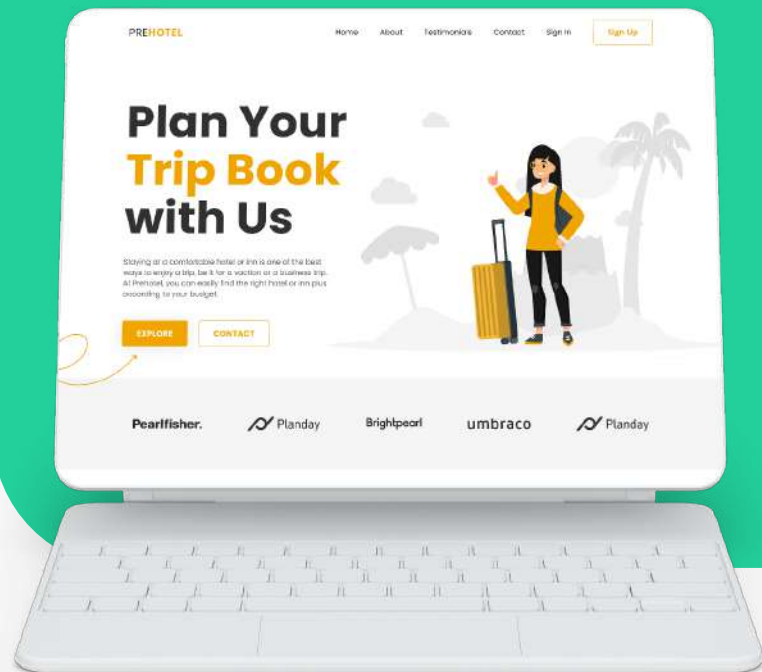 PREHOTEL
Home About Testimonials Contact Sign In Sign Up
Plan Your
Trip Book
with Us
Staying at a comfortable hotel or inn is one of the best
ways to enjoy a trip, be it for a vaction or a business trip.
At Prehotel, you can easily find the right hotel or inn plus
according to your budget
EXPLORE CONTACT
Pearlfisher. Planday Brightpearl umbraco Planday